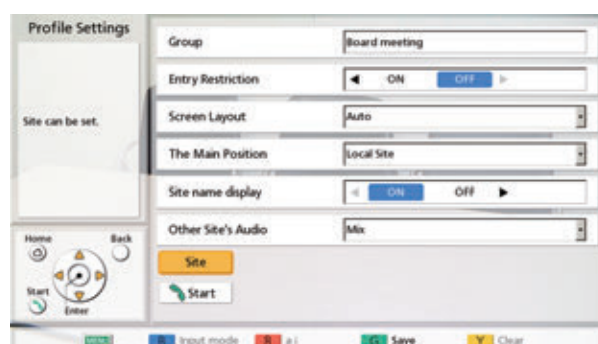 Profile Settings
Site can be set.
Group
Board meeting
Entry Restriction
ON OFF
Screen Layout
Auto
The Main Position
Local Site
Site name display
ON OFF
Other Site's Audio
Mix
Site
Start
Home Back
Start
Enter
MENU B Input mode R a i G Save Y Clear